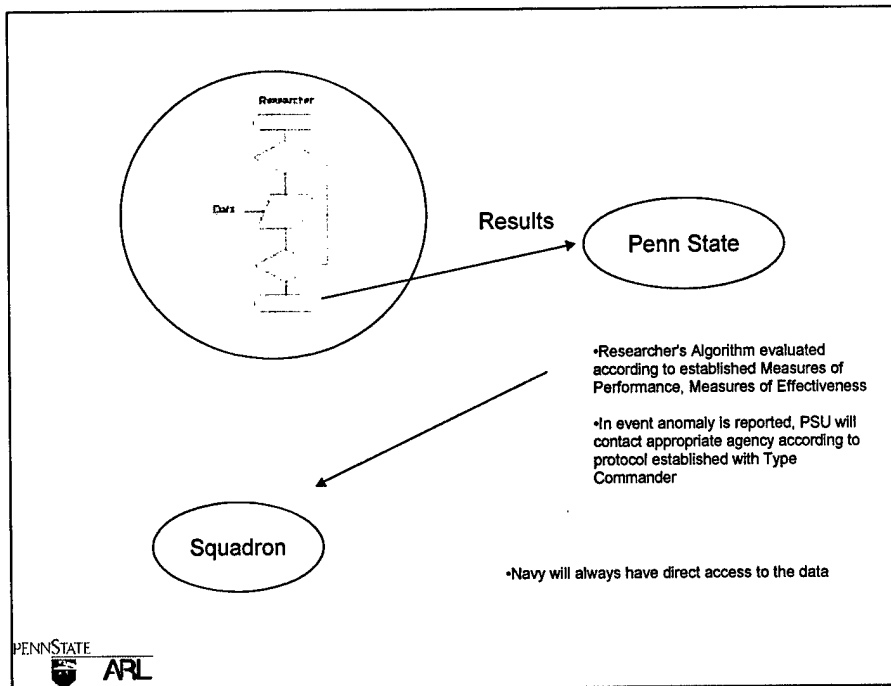 Researcher
Data
Results
Penn State
•Researcher's Algorithm evaluated
according to established Measures of
Performance, Measures of Effectiveness
•In event anomaly is reported, PSU will
contact appropriate agency according to
protocol established with Type
Commander
Squadron
•Navy will always have direct access to the data
PENNSTATE
ARL